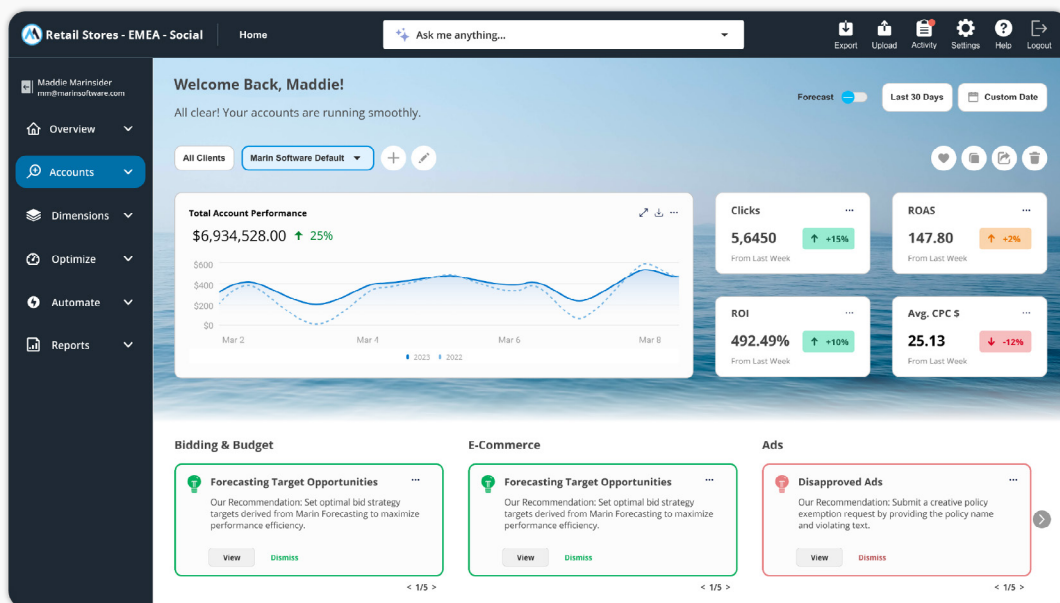 Retail Stores - EMEA - Social
Home
Ask me anything...
Export
Upload
Activity
Settings
Help
Logout
Maddie Marinsider
mm@marinsoftware.com
Overview
Accounts
Dimensions
Optimize
Automate
Reports
Welcome Back, Maddie!
All clear! Your accounts are running smoothly.
Forecast
Last 30 Days
Custom Date
All Clients
Marin Software Default
Total Account Performance
$6,934,528.00 ↑ 25%
$600
$400
$200
$0
Mar 2
Mar 4
Mar 6
Mar 8
2023
2022
Clicks
5,6450
↑ +15%
From Last Week
ROAS
147.80
↑ +2%
From Last Week
ROI
492.49%
↑ +10%
From Last Week
Avg. CPC $
25.13
↓ -12%
From Last Week
Bidding & Budget
Forecasting Target Opportunities
Our Recommendation: Set optimal bid strategy
targets derived from Marin Forecasting to maximize
performance efficiency.
View
Dismiss
< 1/5 >
E-Commerce
Forecasting Target Opportunities
Our Recommendation: Set optimal bid strategy
targets derived from Marin Forecasting to maximize
performance efficiency.
View
Dismiss
< 1/5 >
Ads
Disapproved Ads
Our Recommendation: Submit a creative policy
exemption request by providing the policy name
and violating text.
View
Dismiss
< 1/5 >